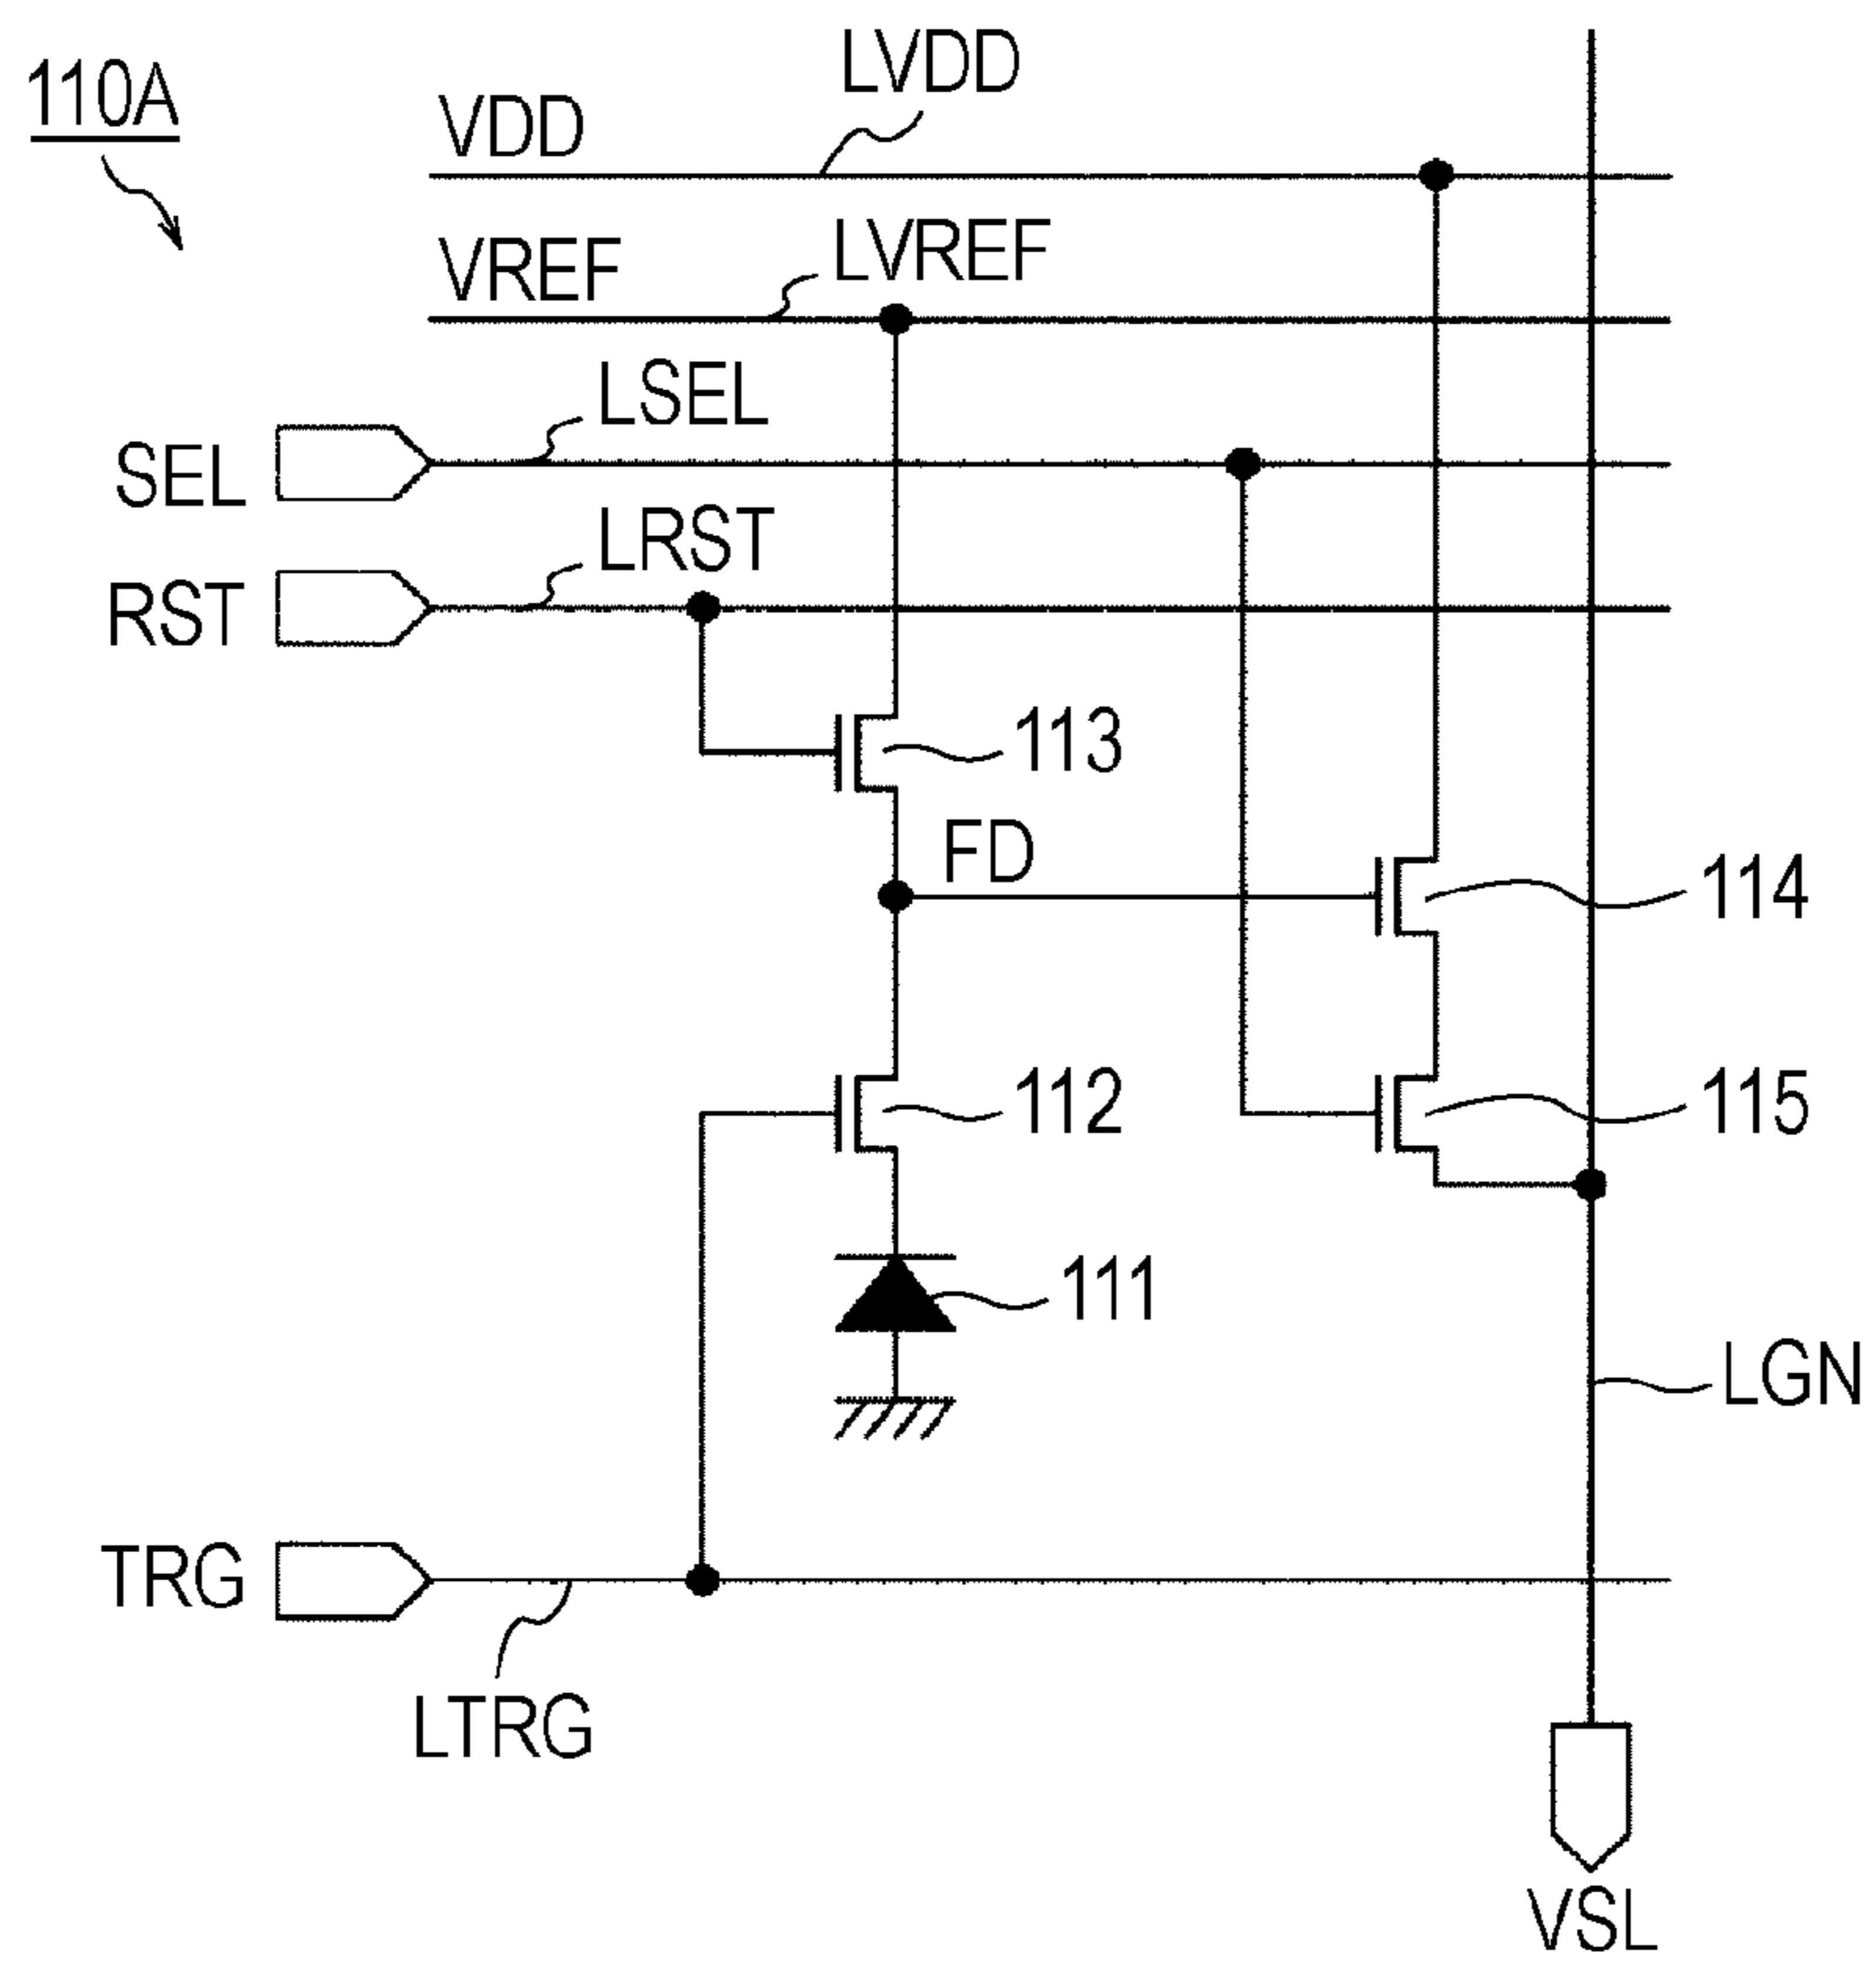 110A
LVDD
VDD
LVREF
VREF
LSEL
SEL
LRST
RST
113
FD
114
112
115
111
LGN
TRG
LTRG
VSL